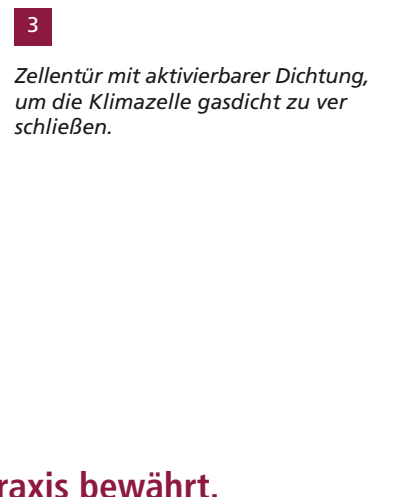 3
Zellentür mit aktivierbarer Dichtung,
um die Klimazelle gasdicht zu ver
schließen.
raxis bewährt.